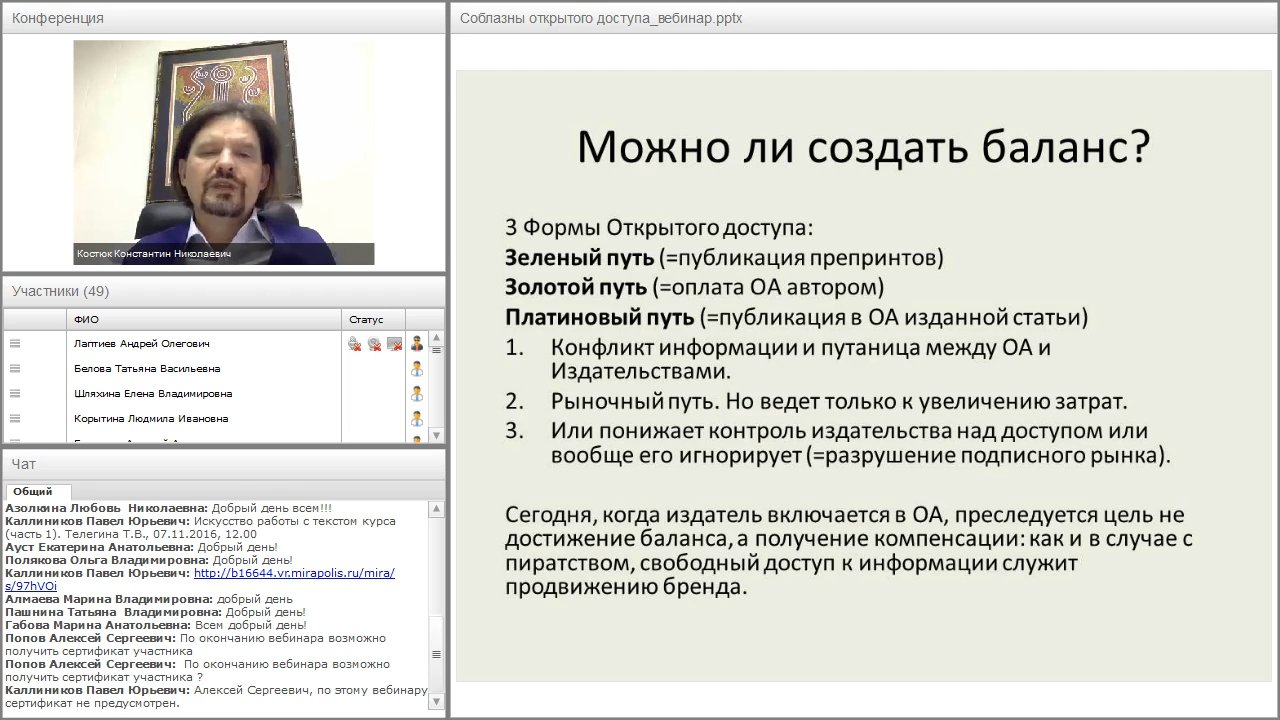 Конференция
Костюк Константин Николаевич
Участники (49)
ФИО
Статус
Лаптиев Андрей Олегович
Белова Татьяна Васильевна
Шляхина Елена Владимировна
Корытина Людмила Ивановна
Чат
Общий
Азолкина Любовь Николаевна: Добрый день всем!!!
Каллиников Павел Юрьевич: Искусство работы с текстом курса
(часть 1). Телегина Т.В., 07.11.2016, 12.00
Ауст Екатерина Анатольевна: Добрый день!
Полякова Ольга Владимировна: Добрый день!
Каллиников Павел Юрьевич: http://b16644.vr.mirapolis.ru/mira/
s/97hVOi
Алмаева Марина Владимировна: добрый день
Пашнина Татьяна Владимировна: Добрый день!
Габова Марина Анатольевна: Всем добрый день!
Попов Алексей Сергеевич: По окончанию вебинара возможно
получить сертификат участника
Попов Алексей Сергеевич: По окончанию вебинара возможно
получить сертификат участника ?
Каллиников Павел Юрьевич: Алексей Сергеевич, по этому вебинару
сертификат не предусмотрен.
Соблазны открытого доступа_вебинар.pptx
Можно ли создать баланс?
3 Формы Открытого доступа:
Зеленый путь (=публикация препринтов)
Золотой путь (=оплата ОА автором)
Платиновый путь (=публикация в ОА изданной статьи)
1. Конфликт информации и путаница между ОА и
Издательствами.
2. Рыночный путь. Но ведет только к увеличению затрат.
3. Или понижает контроль издательства над доступом или
вообще его игнорирует (=разрушение подписного рынка).
Сегодня, когда издатель включается в ОА, преследуется цель не
достижение баланса, а получение компенсации: как и в случае с
пиратством, свободный доступ к информации служит
продвижению бренда.